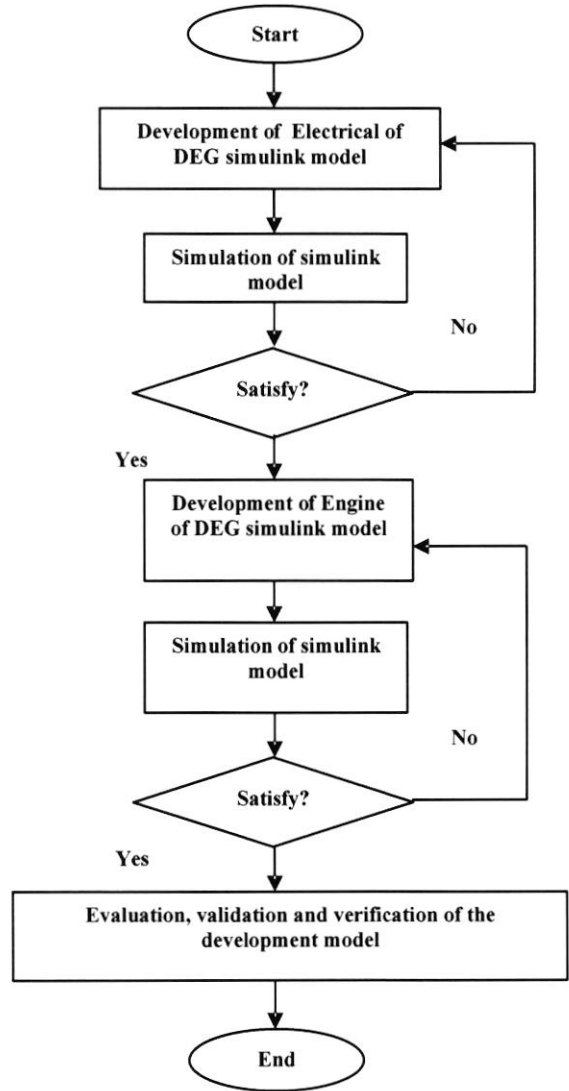 Start
Development of Electrical of
DEG simulink model
Simulation of simulink
model
No
Satisfy?
Yes
Development of Engine
of DEG simulink model
Simulation of simulink
model
No
Satisfy?
Yes
Evaluation, validation and verification of the
development model
End